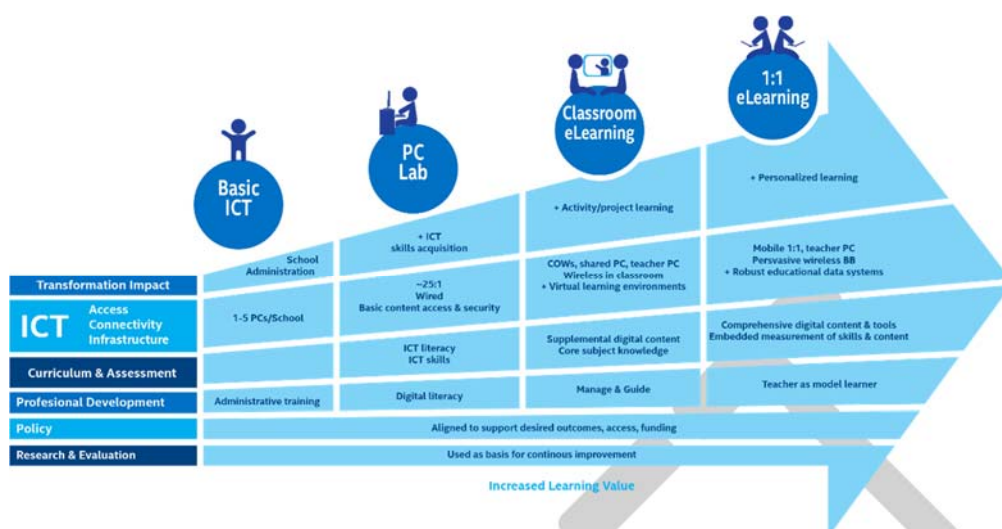 1:1
eLearning
Classroom
eLearning
PC
Lab
Basic
ICT
Transformation Impact
School
Administration
+ ICT
skills acquisition
+ Activity/project learning
+ Personalized learning
ICT
Access
Connectivity
Infrastructure
1-5 PCs/School
~25:1
Wired
Basic content access & security
COWs, shared PC, teacher PC
Wireless in classroom
+ Virtual learning environments
Mobile 1:1, teacher PC
Persvasive wireless BB
+ Robust educational data systems
Curriculum & Assessment
ICT literacy
ICT skills
Supplemental digital content
Core subject knowledge
Comprehensive digital content & tools
Embedded measurement of skills & content
Profesional Development
Administrative training
Digital literacy
Manage & Guide
Teacher as model learner
Policy
Aligned to support desired outcomes, access, funding
Research & Evaluation
Used as basis for continous improvement
Increased Learning Value